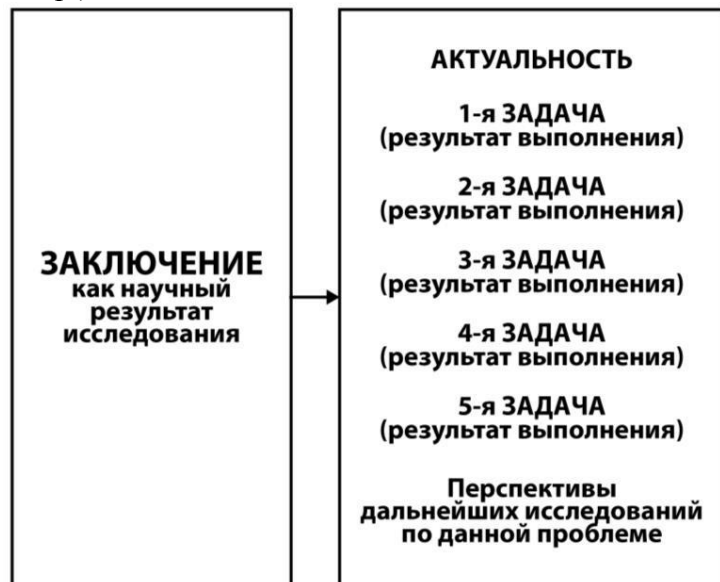 ЗАКЛЮЧЕНИЕ
как научный
результат
исследования
АКТУАЛЬНОСТЬ
1-я ЗАДАЧА
(результат выполнения)
2-я ЗАДАЧА
(результат выполнения)
3-я ЗАДАЧА
(результат выполнения)
4-я ЗАДАЧА
(результат выполнения)
5-я ЗАДАЧА
(результат выполнения)
Перспективы
дальнейших исследований
по данной проблеме